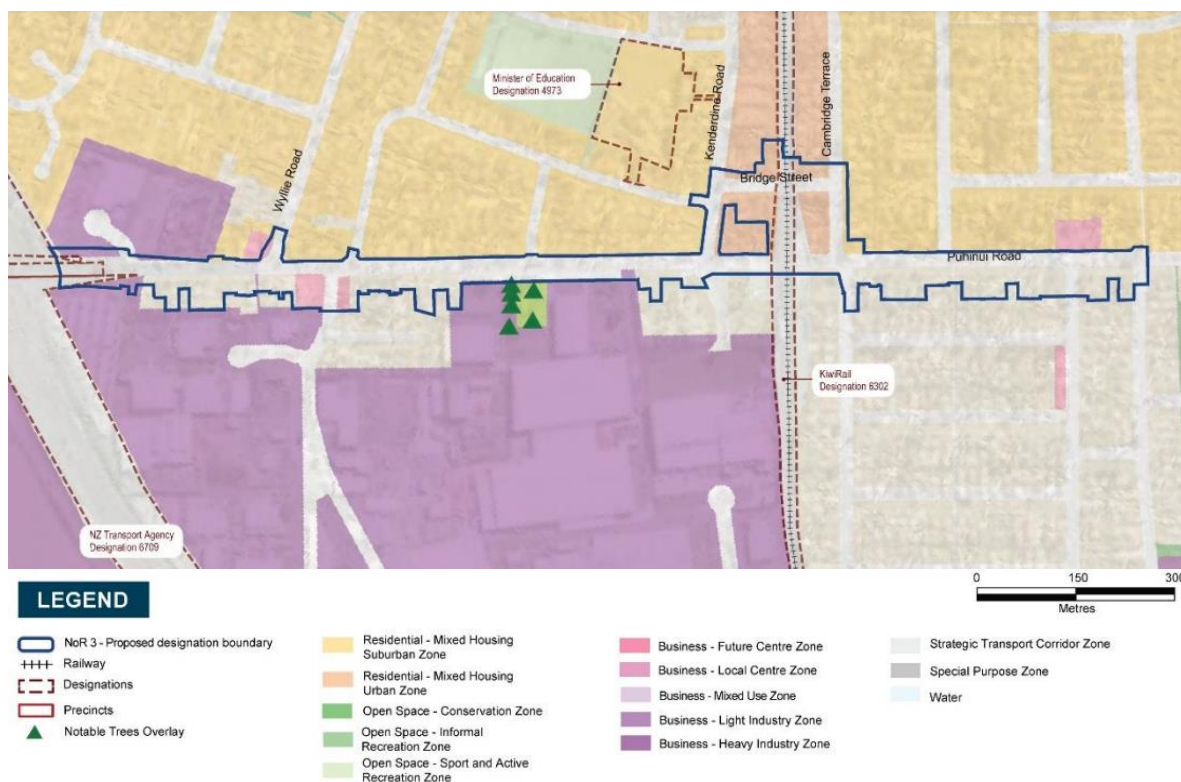 Minister of Education
Designation 4973
Kenderdine Road
Cambridge Terrace
Wyllie Road
Bridge Street
Puhinui Road
KiwiRail
Designation 6302
NZ Transport Agency
Designation 6709
LEGEND
0 150 300
Metres
NoR 3 - Proposed designation boundary
Railway
Designations
Precincts
Notable Trees Overlay
Residential - Mixed Housing
Suburban Zone
Residential - Mixed Housing
Urban Zone
Open Space - Conservation Zone
Open Space - Informal
Recreation Zone
Open Space - Sport and Active
Recreation Zone
Business - Future Centre Zone
Business - Local Centre Zone
Business - Mixed Use Zone
Business - Light Industry Zone
Business - Heavy Industry Zone
Strategic Transport Corridor Zone
Special Purpose Zone
Water